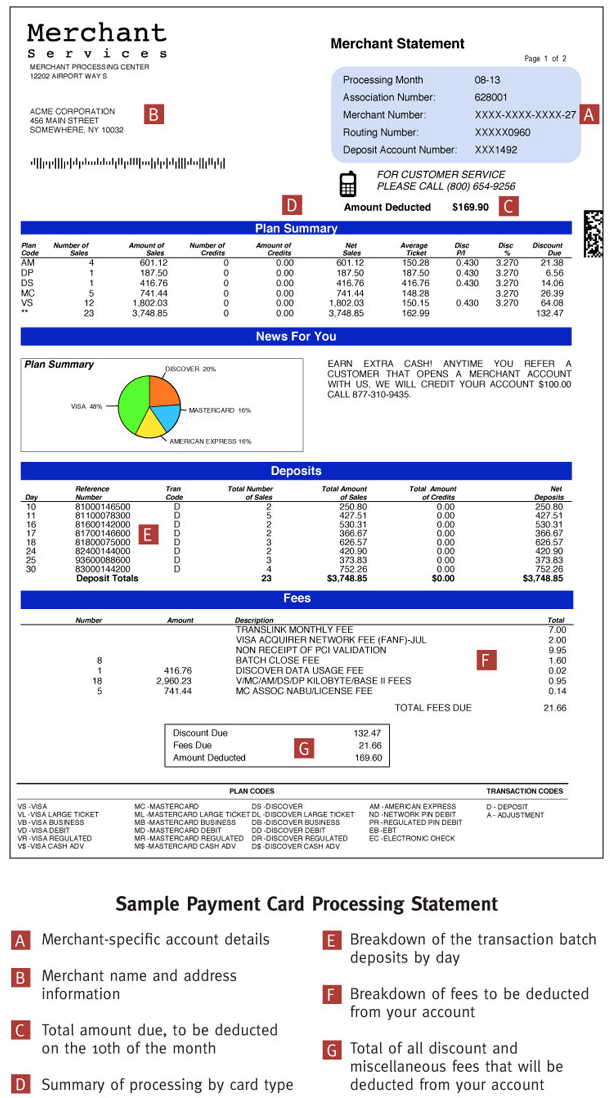 Merchant
Services
MERCHANT PROCESSING CENTER
12202 AIRPORT WAY S
Merchant Statement
Page 1 of 2
Processing Month 08-13
Association Number: 628001
Merchant Number: XXXX-XXXX-XXXX-27 A
Routing Number: XXXXX0960
Deposit Account Number: XXX1492
ACME CORPORATION
456 MAIN STREET
SOMEWHERE, NY 10032
B
FOR CUSTOMER SERVICE
PLEASE CALL (800) 654-9256
D Amount Deducted $169.90 C
Plan Summary
Plan Code Number of Sales Amount of Sales Number of Credits Amount of Credits Net Sales Average Ticket Disc P/I Disc % Discount Due
AM 4 601.12 0 0.00 601.12 150.28 0.430 3.270 21.38
DP 1 187.50 0 0.00 187.50 187.50 0.430 3.270 6.56
DS 1 416.76 0 0.00 416.76 416.76 0.430 3.270 14.06
MC 5 741.44 0 0.00 741.44 148.28 3.270 26.39
VS 12 1,802.03 0 0.00 1,802.03 150.15 0.430 3.270 64.08
** 23 3,748.85 0 0.00 3,748.85 162.99 132.47
News For You
Plan Summary
DISCOVER 20%
VISA 48%
MASTERCARD 16%
AMERICAN EXPRESS 16%
EARN EXTRA CASH! ANYTIME YOU REFER A
CUSTOMER THAT OPENS A MERCHANT ACCOUNT
WITH US, WE WILL CREDIT YOUR ACCOUNT $100.00
CALL 877-310-9435.
Deposits
Day Reference Number Tran Code Total Number of Sales Total Amount of Sales Total Amount of Credits Net Deposits
10 81000146500 D 2 250.80 0.00 250.80
11 81100078300 D 5 427.51 0.00 427.51
16 81600142000 D 2 530.31 0.00 530.31
17 81700146600 D 2 366.67 0.00 366.67
18 81800075000 D 3 626.57 0.00 626.57
24 82400144000 D 2 420.90 0.00 420.90
25 93600088600 D 3 373.83 0.00 373.83
30 83000144200 D 4 752.26 0.00 752.26
Deposit Totals 23 $3,748.85 $0.00 $3,748.85
E
Fees
Number Amount Description Total
TRANSLINK MONTHLY FEE 7.00
VISA ACQUIRER NETWORK FEE (FANF)-JUL 2.00
NON RECEIPT OF PCI VALIDATION 9.95
8 BATCH CLOSE FEE 1.60
1 416.76 DISCOVER DATA USAGE FEE 0.02
18 2,960.23 V/MC/AM/DS/DP KILOBYTE/BASE II FEES 0.95
5 741.44 MC ASSOC NABU/LICENSE FEE 0.14
F
TOTAL FEES DUE 21.66
Discount Due 132.47
Fees Due 21.66
Amount Deducted 169.60
G
PLAN CODES TRANSACTION CODES
VS -VISA MC -MASTERCARD DS -DISCOVER AM -AMERICAN EXPRESS D - DEPOSIT
VL -VISA LARGE TICKET ML -MASTERCARD LARGE TICKET DL -DISCOVER LARGE TICKET ND -NETWORK PIN DEBIT A - ADJUSTMENT
VB -VISA BUSINESS MB -MASTERCARD BUSINESS DB -DISCOVER BUSINESS PR -REGULATED PIN DEBIT
VD -VISA DEBIT MD -MASTERCARD DEBIT DD -DISCOVER DEBIT EB -EBT
VR -VISA REGULATED MR -MASTERCARD REGULATED DR -DISCOVER REGULATED EC -ELECTRONIC CHECK
V$ -VISA CASH ADV M$ -MASTERCARD CASH ADV D$ -DISCOVER CASH ADV
Sample Payment Card Processing Statement
A Merchant-specific account details
B Merchant name and address
information
C Total amount due, to be deducted
on the 10th of the month
D Summary of processing by card type
E Breakdown of the transaction batch
deposits by day
F Breakdown of fees to be deducted
from your account
G Total of all discount and
miscellaneous fees that will be
deducted from your account